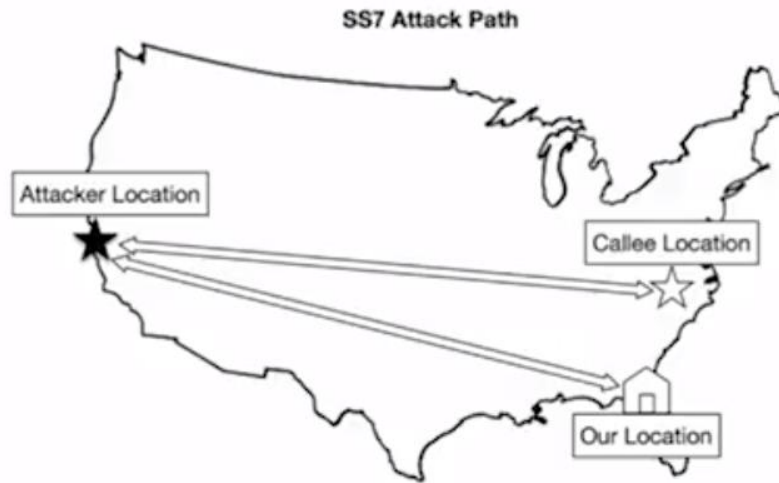 SS7 Attack Path
Attacker Location
Callee Location
Our Location